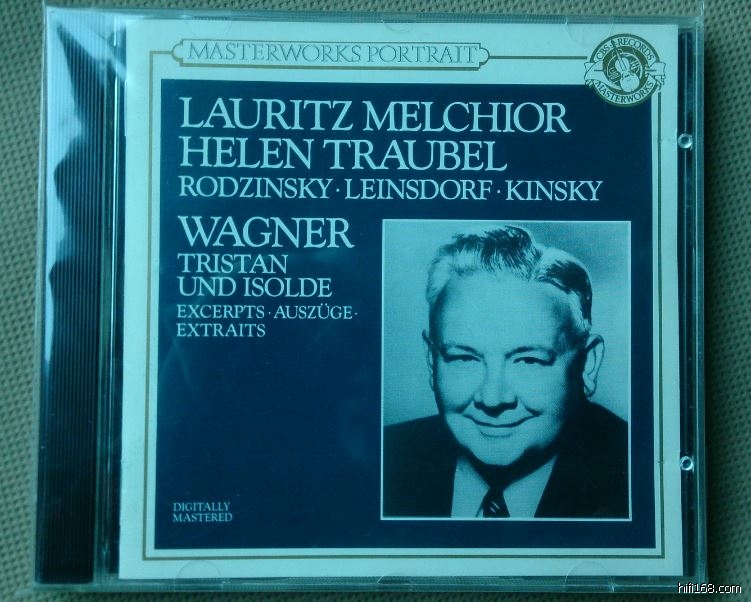 MASTERWORKS PORTRAIT
CBS RECORDS
MASTERWORKS
LAURITZ MELCHIOR
HELEN TRAUBEL
RODZINSKY · LEINSDORF · KINSKY
WAGNER
TRISTAN
UND ISOLDE
EXCERPTS · AUSZÜGE ·
EXTRAITS
DIGITALLY
MASTERED
hifi168.com